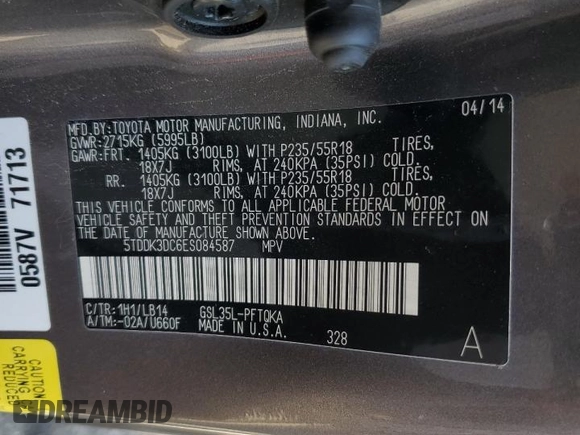 04/14
MFD.BY:TOYOTA MOTOR MANUFACTURING, INDIANA, INC.
GVWR:2715KG (5995LB)
GAWR:FRT. 1405KG (3100LB) WITH P235/55R18 TIRES,
18X7J RIMS, AT 240KPA (35PSI) COLD.
RR. 1405KG (3100LB) WITH P235/55R18 TIRES,
18X7J RIMS, AT 240KPA (35PSI) COLD.
THIS VEHICLE CONFORMS TO ALL APPLICABLE FEDERAL MOTOR
VEHICLE SAFETY AND THEFT PREVENTION STANDARDS IN EFFECT ON
THE DATE OF MANUFACTURE SHOWN ABOVE.
5TDDK3DC6ES084587 MPV
C/TR:1H1/LB14 GSL35L-PFTQKA
A/TM:-02A/U660F MADE IN U.S.A. 328
A
0587V 71713
CAUTION
CARRYING CA
REDUCED
DREAMBID